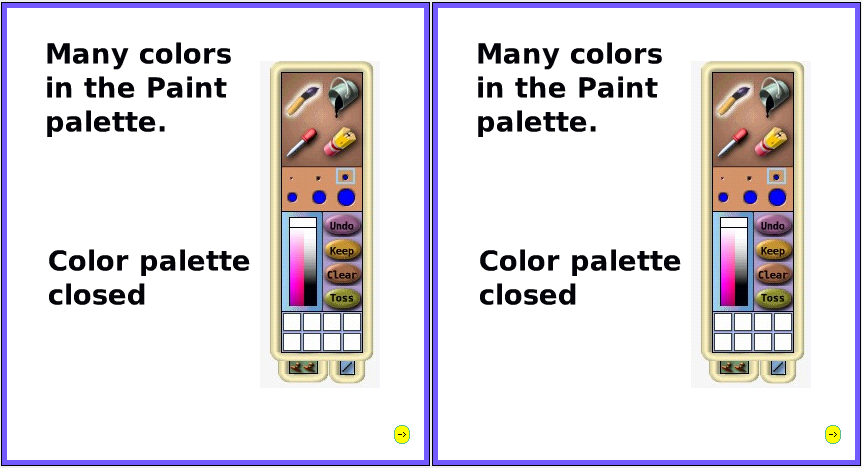 Many colors
in the Paint
palette.
Undo
Keep
Clear
Toss
Color palette
closed
Many colors
in the Paint
palette.
Undo
Keep
Clear
Toss
Color palette
closed